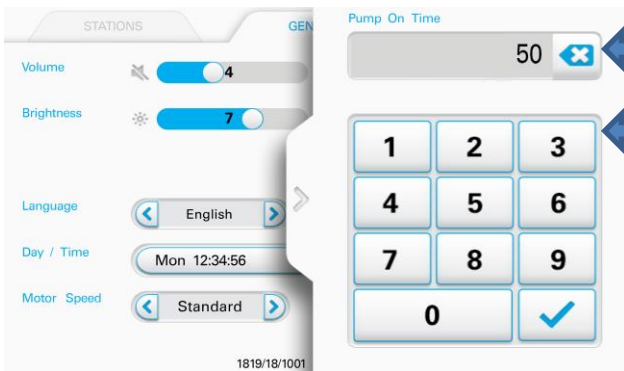 STATIONS
GEN
Volume
4
Brightness
7
Language
English
Day / Time
Mon 12:34:56
Motor Speed
Standard
1819/18/1001
Pump On Time
50
1 2 3
4 5 6
7 8 9
0